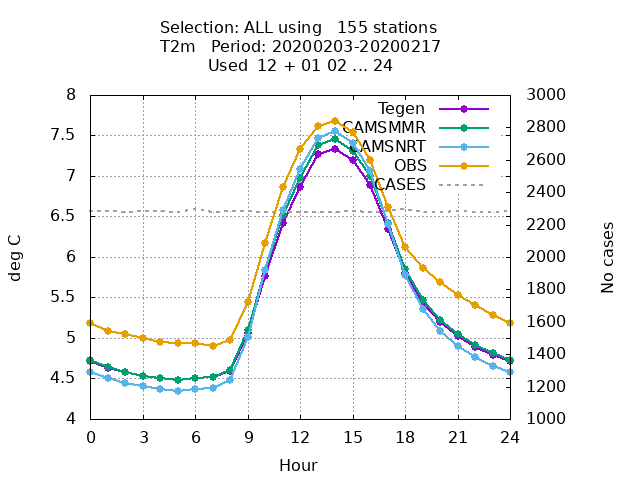 Selection: ALL using   155 stations
T2m   Period: 20200203-20200217
Used  12 + 01 02 ... 24
8
7.5
7
6.5
6
5.5
5
4.5
4
deg C
3000
2800
2600
2400
2200
2000
1800
1600
1400
1200
1000
No cases
Tegen
CAMSMMR
CAMSNRT
OBS
CASES
0 3 6 9 12 15 18 21 24
Hour